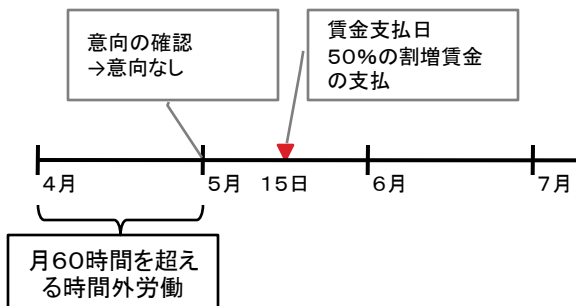 意向の確認
→意向なし
賃金支払日
50%の割増賃金
の支払
4月
5月
15日
6月
7月
月60時間を超え
る時間外労働